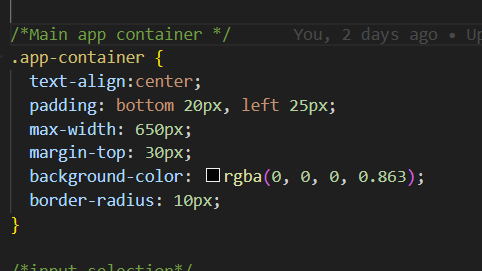 /*Main app container */ You, 2 days ago • Up
.app-container {
text-align:center;
padding: bottom 20px, left 25px;
max-width: 650px;
margin-top: 30px;
background-color: rgba(0, 0, 0, 0.863);
border-radius: 10px;
}
/*input selection*/